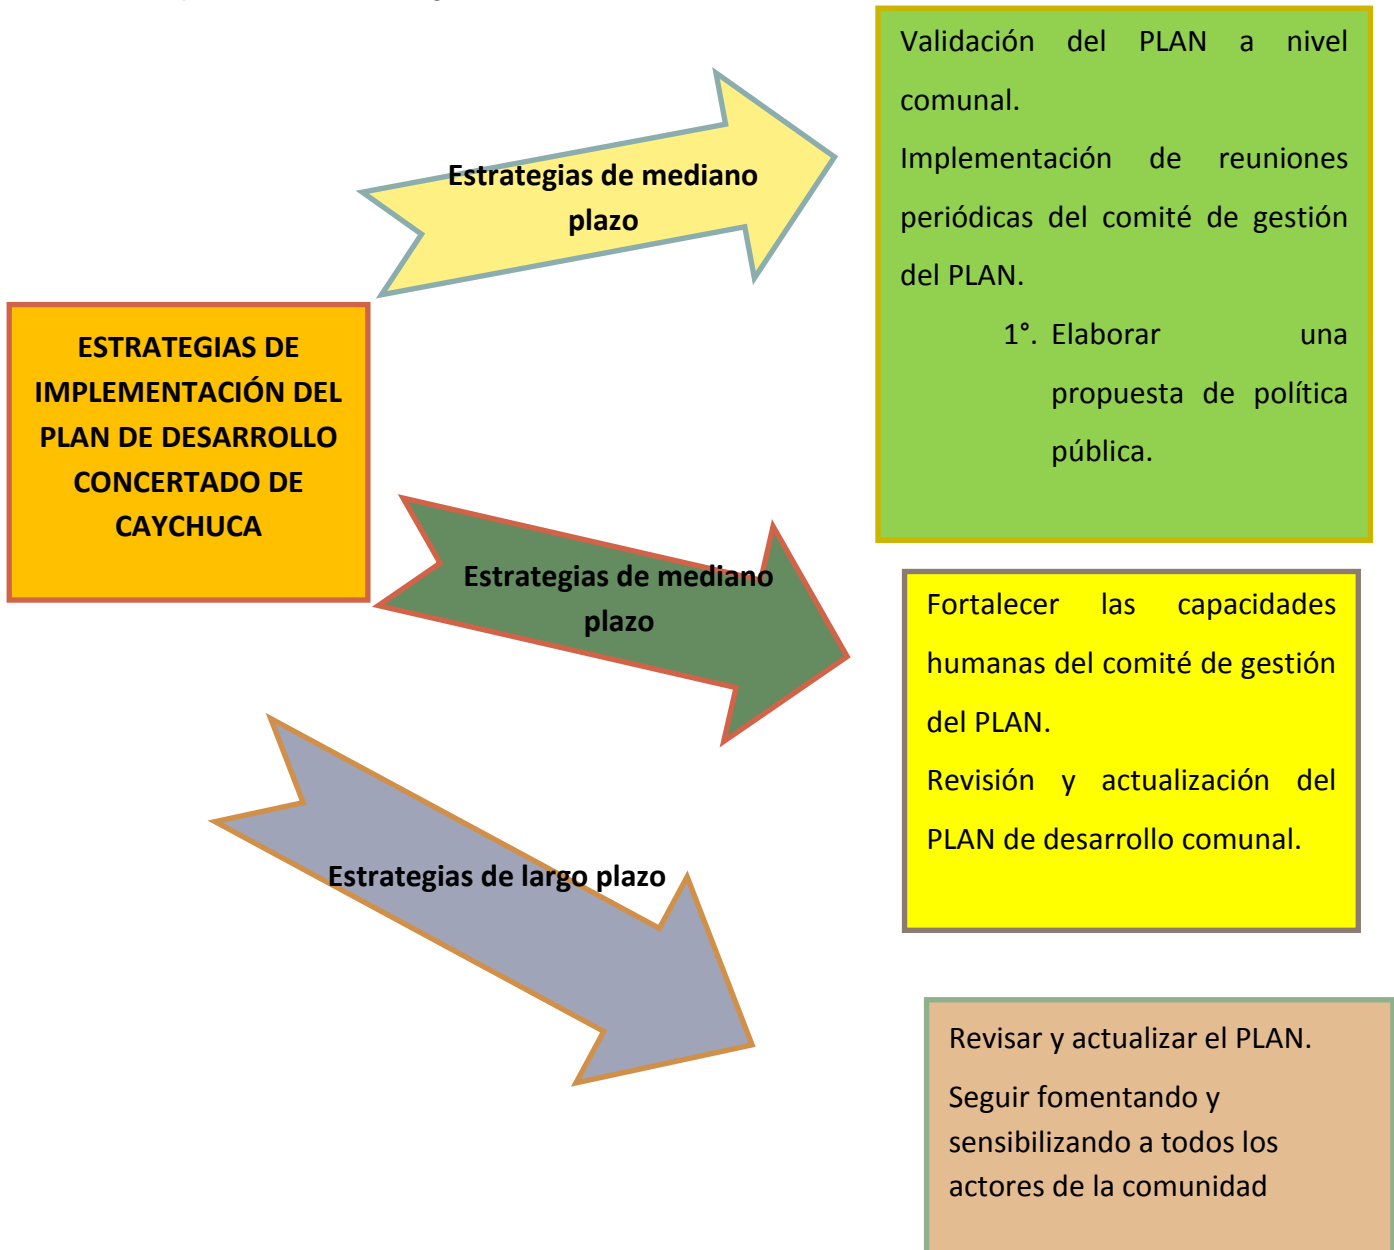 Validación del PLAN a nivel
comunal.
Implementación de reuniones
periódicas del comité de gestión
del PLAN.
1°. Elaborar una
propuesta de política
pública.
Estrategias de mediano
plazo
ESTRATEGIAS DE
IMPLEMENTACIÓN DEL
PLAN DE DESARROLLO
CONCERTADO DE
CAYCHUCA
Estrategias de mediano
plazo
Fortalecer las capacidades
humanas del comité de gestión
del PLAN.
Revisión y actualización del
PLAN de desarrollo comunal.
Estrategias de largo plazo
Revisar y actualizar el PLAN.
Seguir fomentando y
sensibilizando a todos los
actores de la comunidad